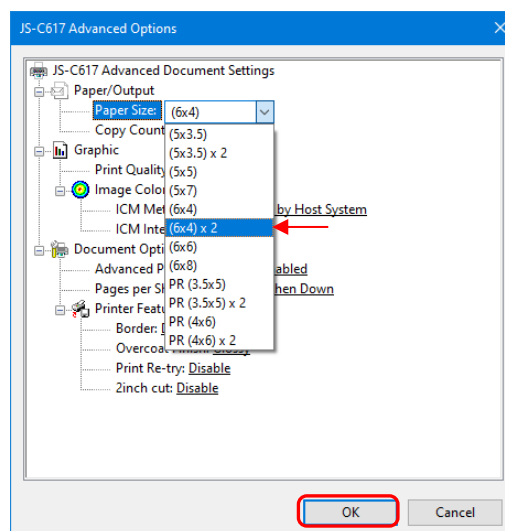 JS-C617 Advanced Options
JS-C617 Advanced Document Settings
Paper/Output
Paper Size: (6x4)
Copy Count
(5x3.5)
(5x3.5) x 2
Graphic
Print Quality
(5x5)
Image Color
(5x7)
ICM Met
(6x4)
by Host System
ICM Inte
(6x4) x 2
Document Opti
(6x6)
Advanced P
(6x8)
abled
Pages per Sh
PR (3.5x5)
hen Down
Printer Featu
PR (3.5x5) x 2
Border:
PR (4x6)
Overcoat Finish: Glossy
PR (4x6) x 2
Print Re-try: Disable
2inch cut: Disable
OK
Cancel